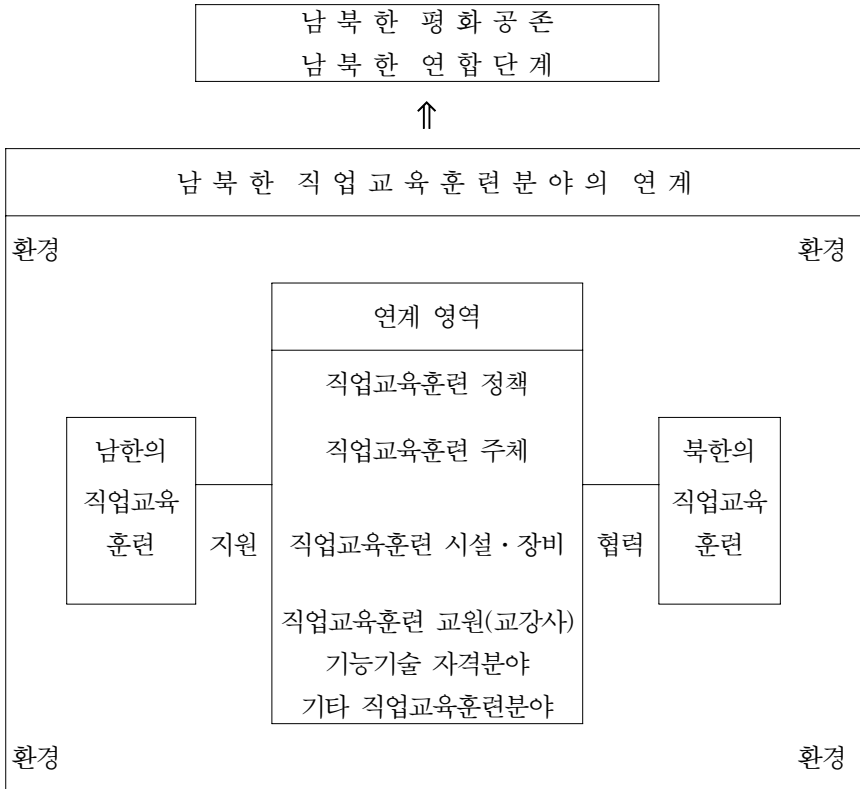 남 북 한 평 화 공 존
남 북 한 연 합 단 계
⇑
남 북 한 직 업 교 육 훈 련 분 야 의 연 계
환경
환경
연계 영역
직업교육훈련 정책
직업교육훈련 주체
직업교육훈련 시설・장비
직업교육훈련 교원(교강사)
기능기술 자격분야
기타 직업교육훈련분야
남한의
직업교육
훈련
지원
협력
북한의
직업교육
훈련
환경
환경